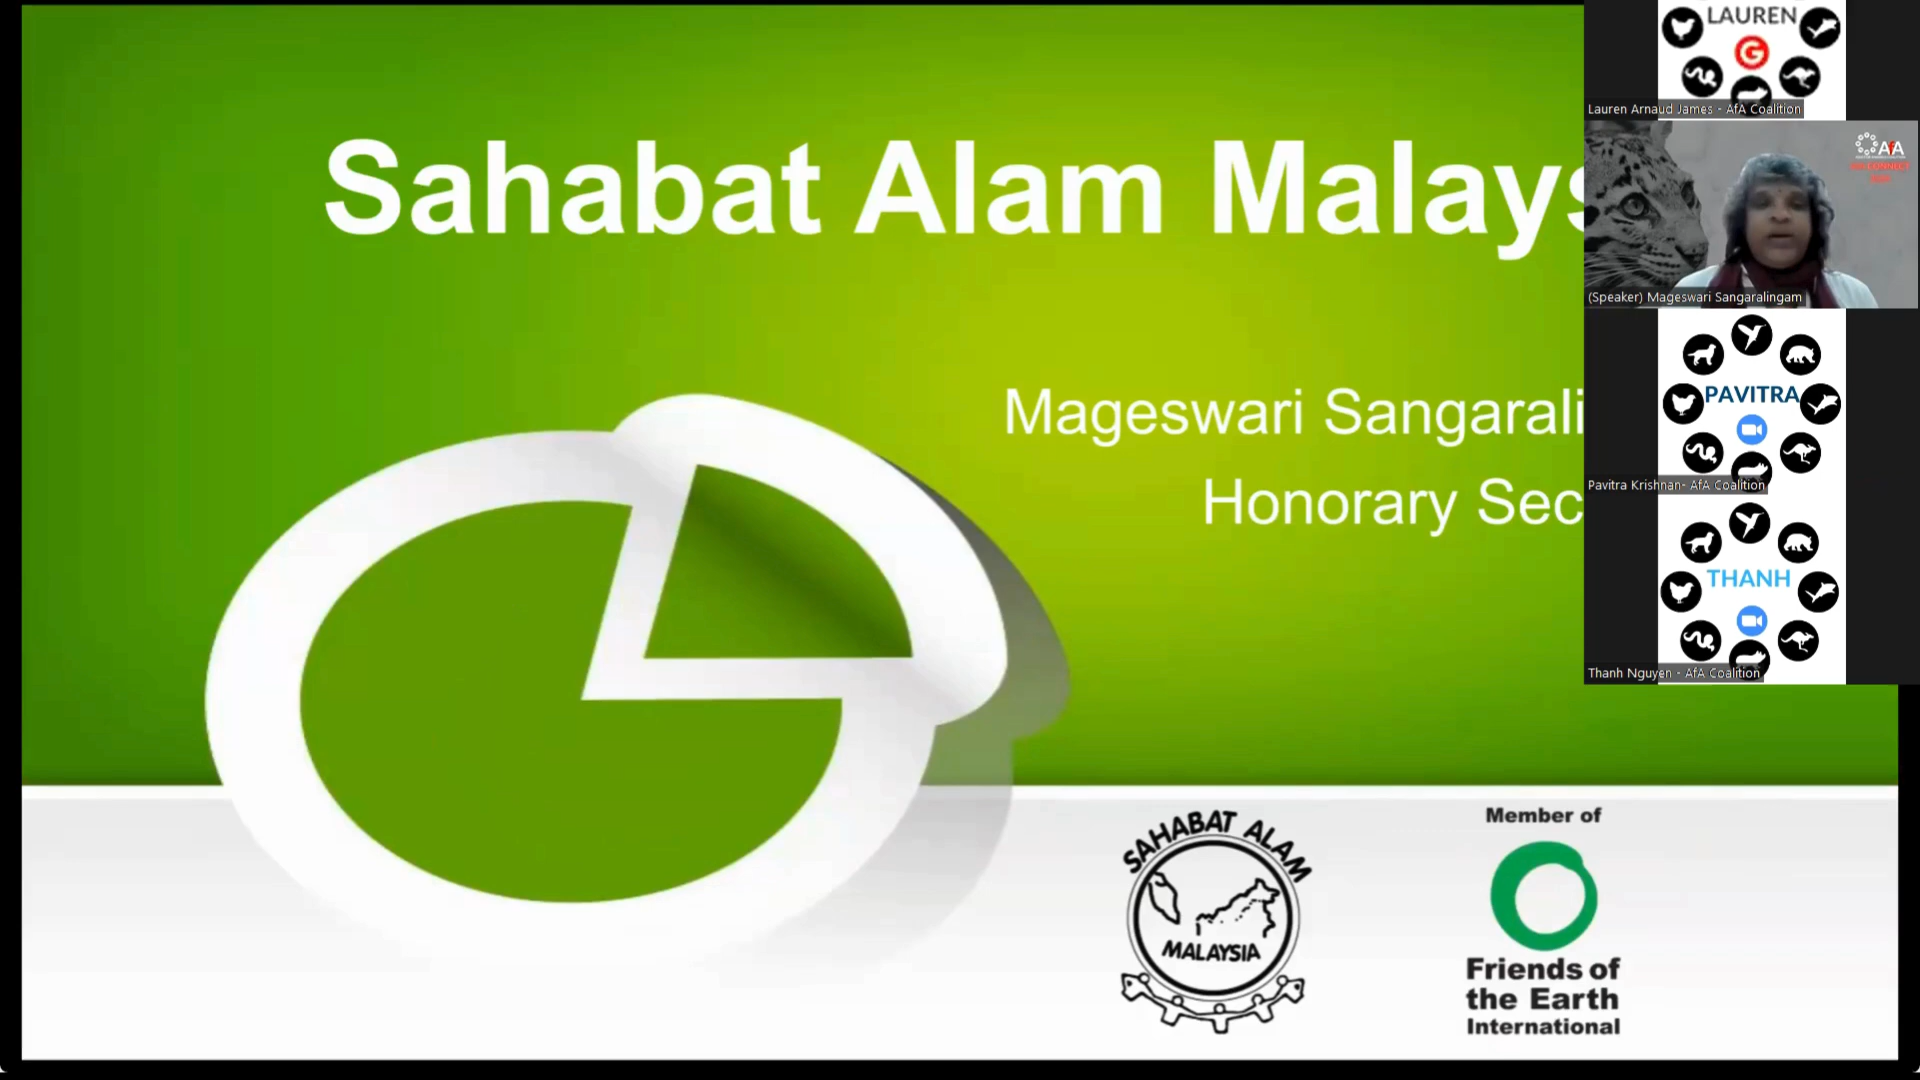 Sahabat Alam Malays
Mageswari Sangarali
Honorary Sec
SAHABAT ALAM
MALAYSIA
Member of
Friends of
the Earth
International
LAUREN
G
Lauren Arnaud James - AfA Coalition
AfA
(Speaker) Mageswari Sangaralingam
PAVITRA
Pavitra Krishnan- AfA Coalition
THANH
Thanh Nguyen - AfA Coalition